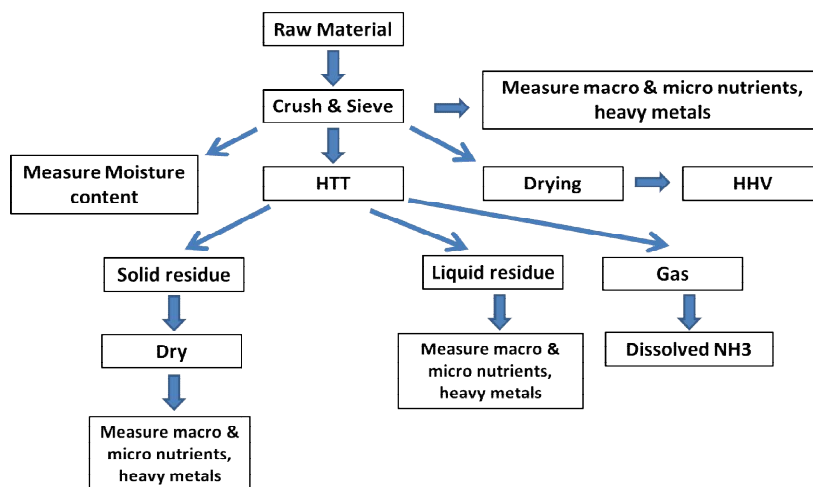 Raw Material
Crush & Sieve
Measure macro & micro nutrients,
heavy metals
Measure Moisture
content
HTT
Drying
HHV
Solid residue
Liquid residue
Gas
Dry
Measure macro &
micro nutrients,
heavy metals
Dissolved NH3
Measure macro &
micro nutrients,
heavy metals